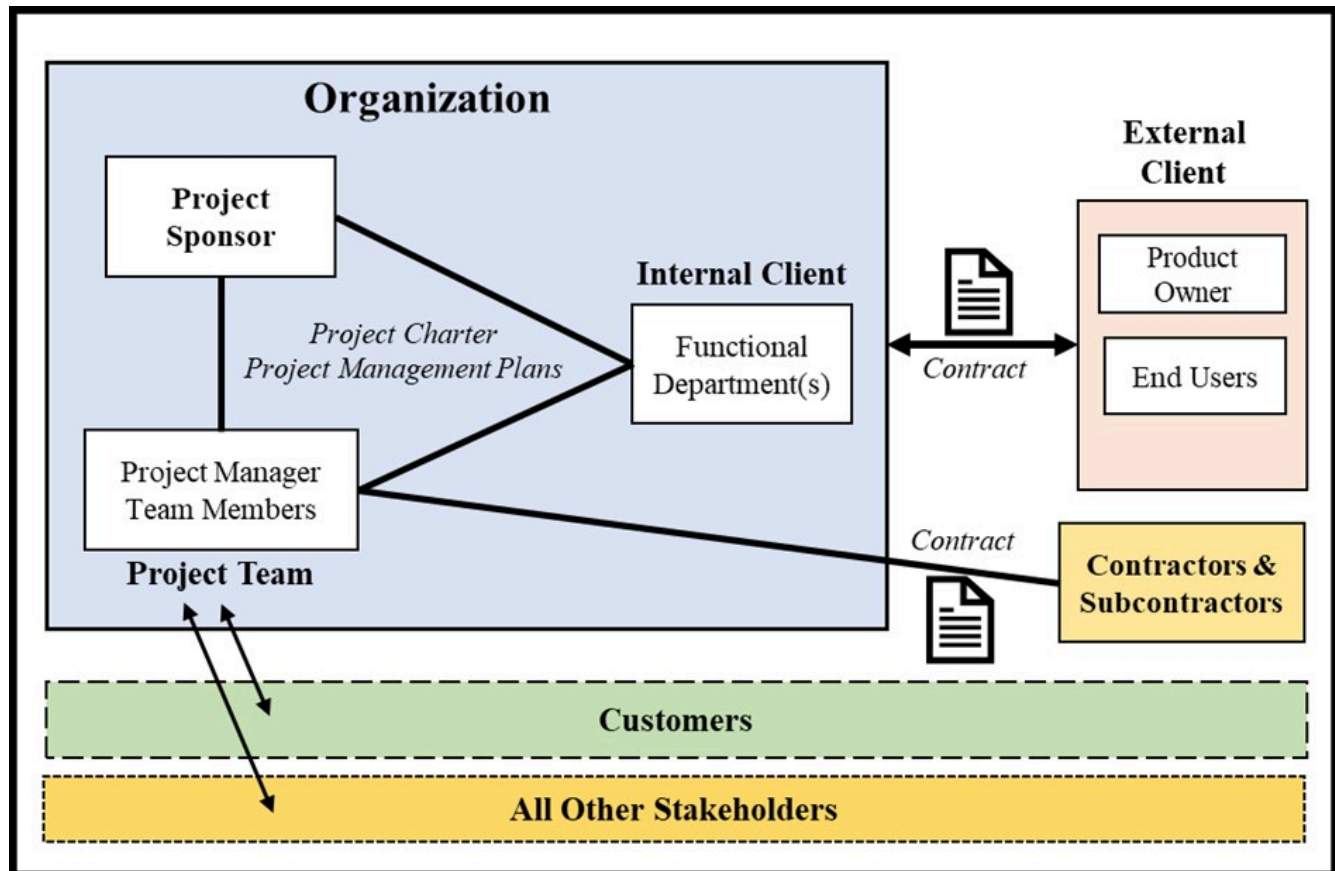 Organization
Project
Sponsor
Project Charter
Project Management Plans
Internal Client
Functional
Department(s)
Project Manager
Team Members
Project Team
External
Client
Product
Owner
End Users
Contract
Contract
Contractors &
Subcontractors
Customers
All Other Stakeholders